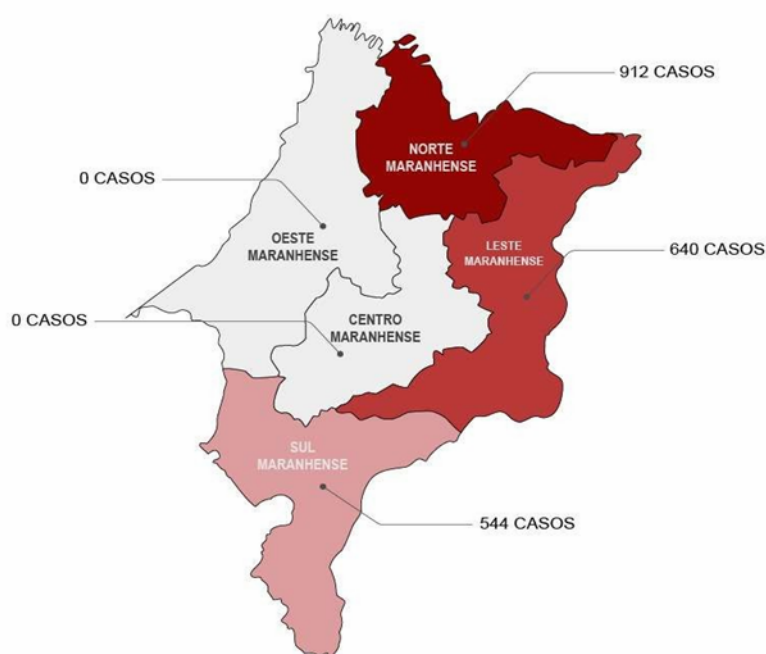 912 CASOS
NORTE
MARANHENSE
0 CASOS
OESTE
MARANHENSE
LESTE
MARANHENSE
640 CASOS
0 CASOS
CENTRO
MARANHENSE
SUL
MARANHENSE
544 CASOS